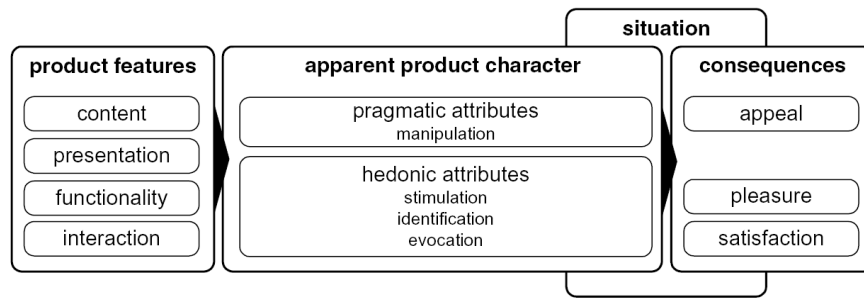 situation
product features
apparent product character
consequences
content
presentation
functionality
interaction
pragmatic attributes
manipulation
hedonic attributes
stimulation
identification
evocation
appeal
pleasure
satisfaction